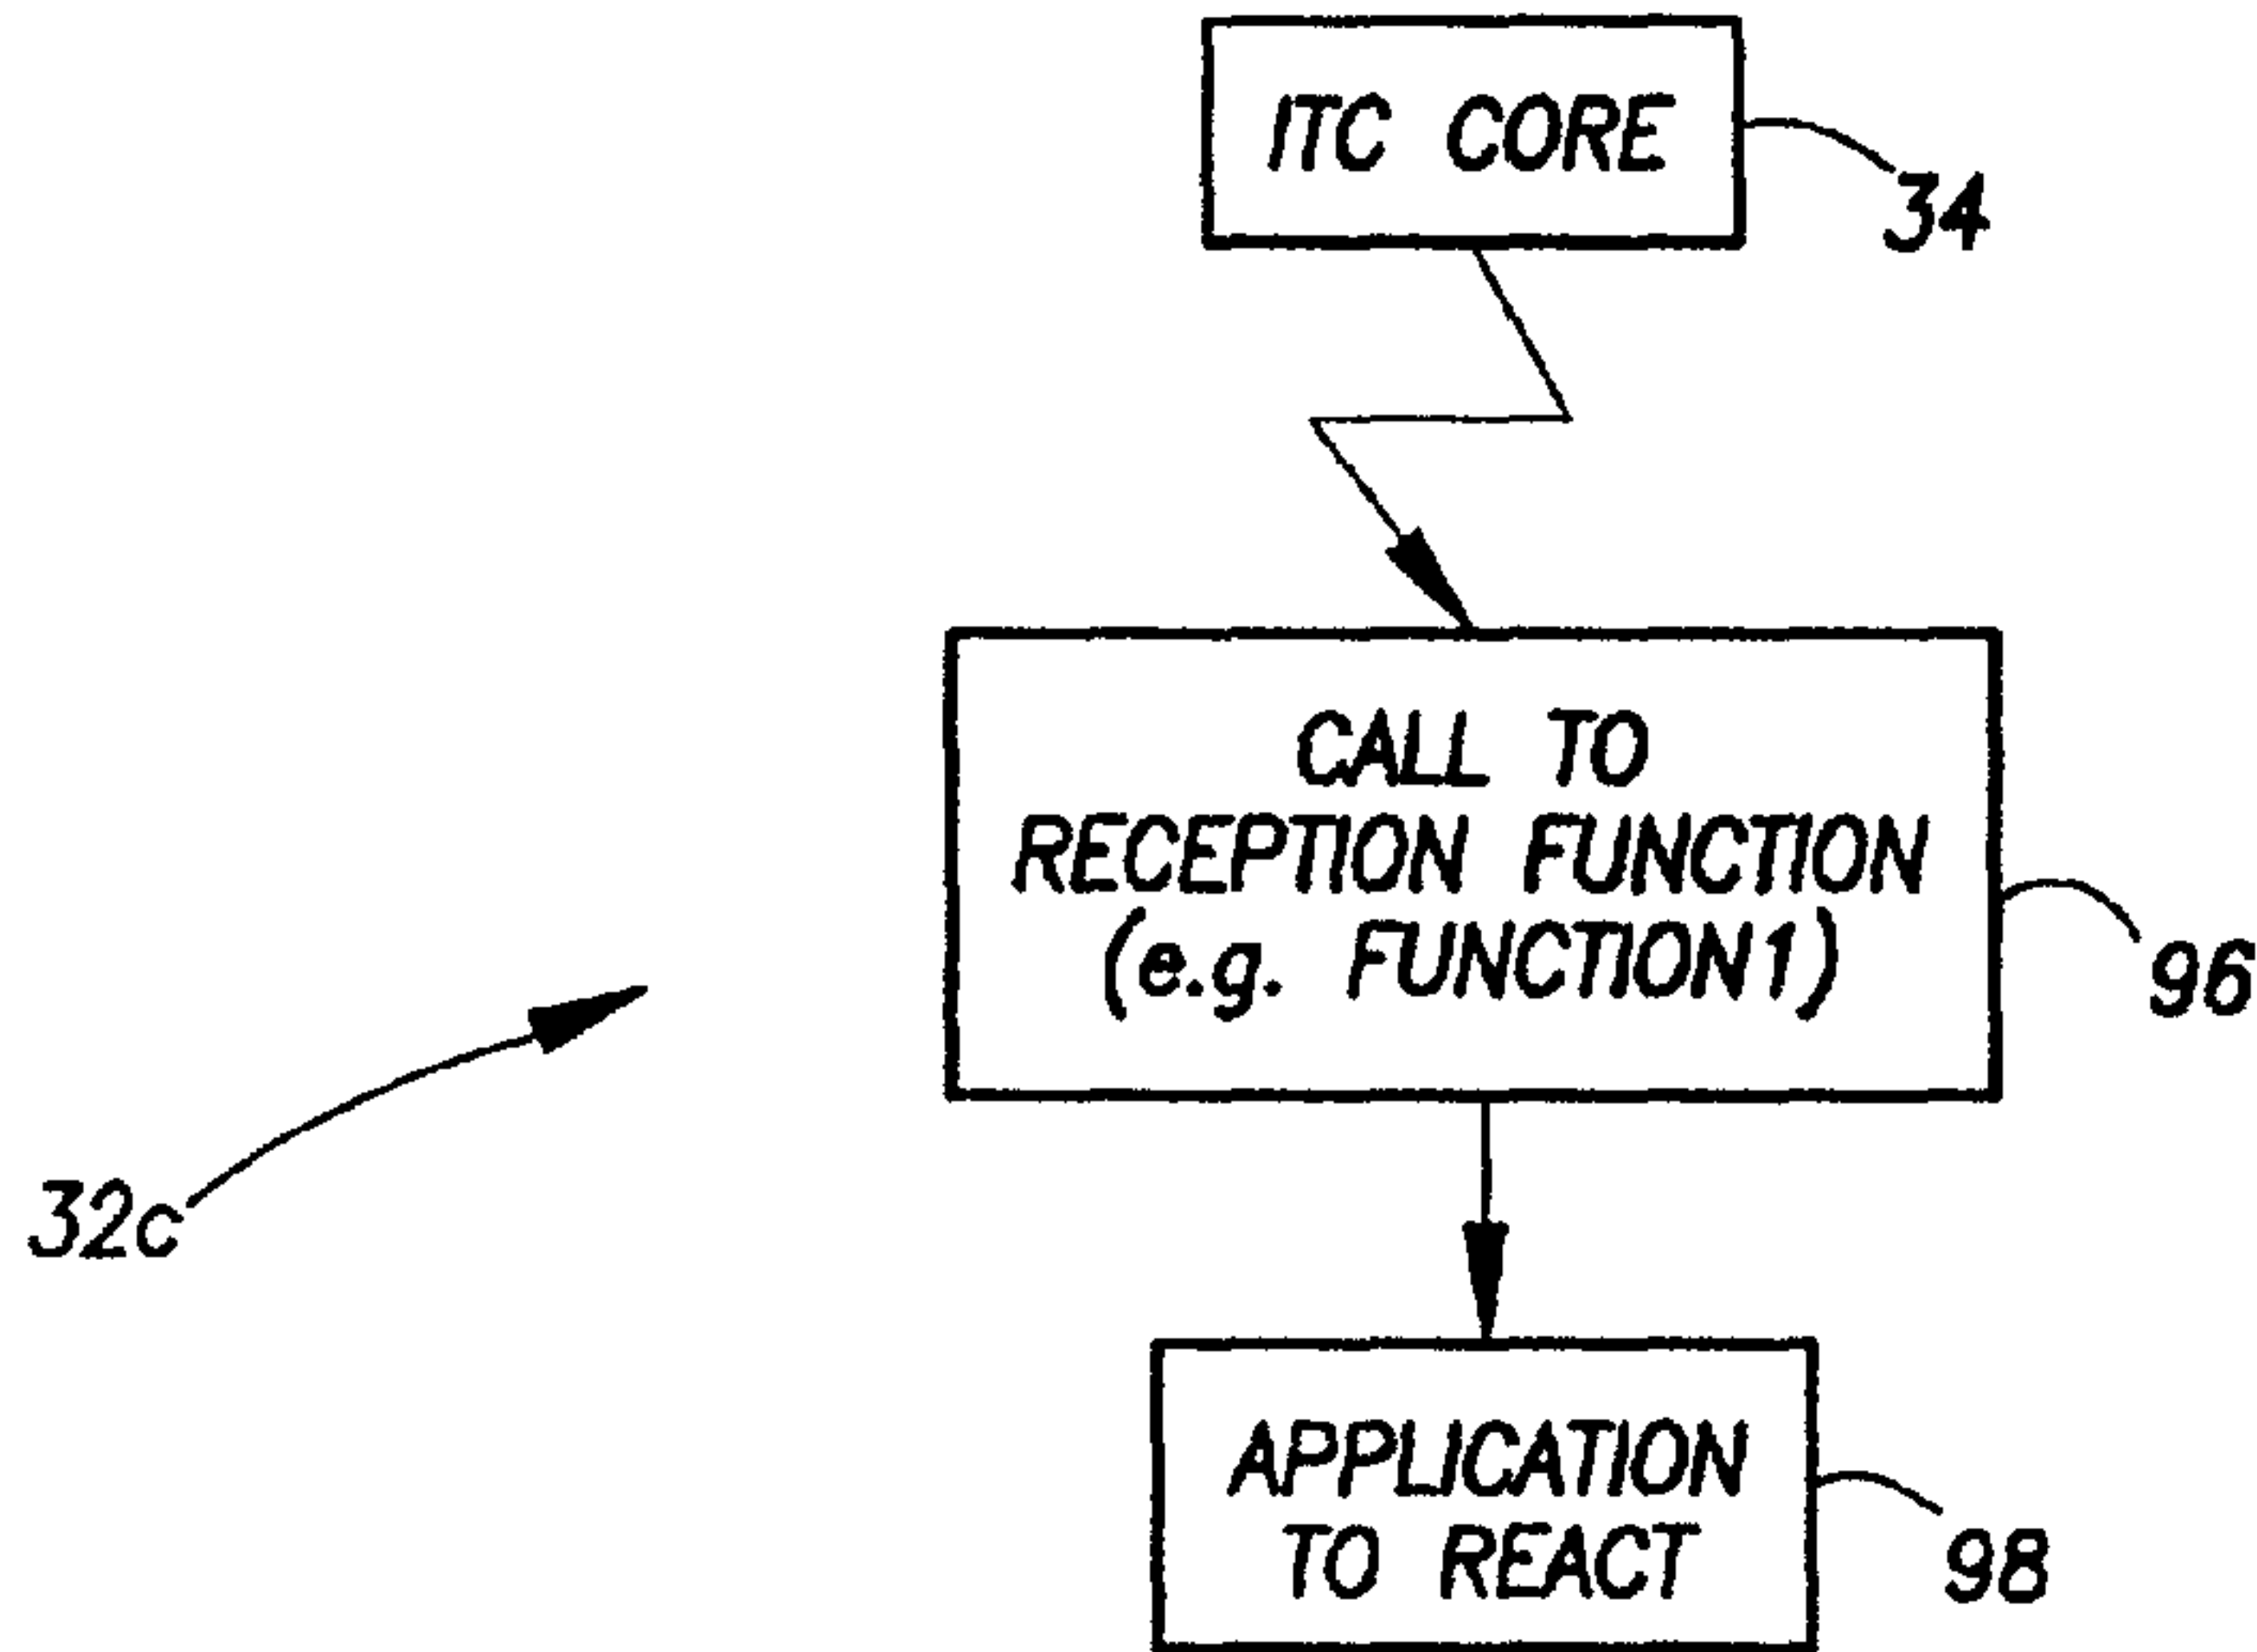 ITC CORE
34
CALL TO
RECEPTION FUNCTION
(e.g. FUNCTION1)
96
32c
APPLICATION
TO REACT
98